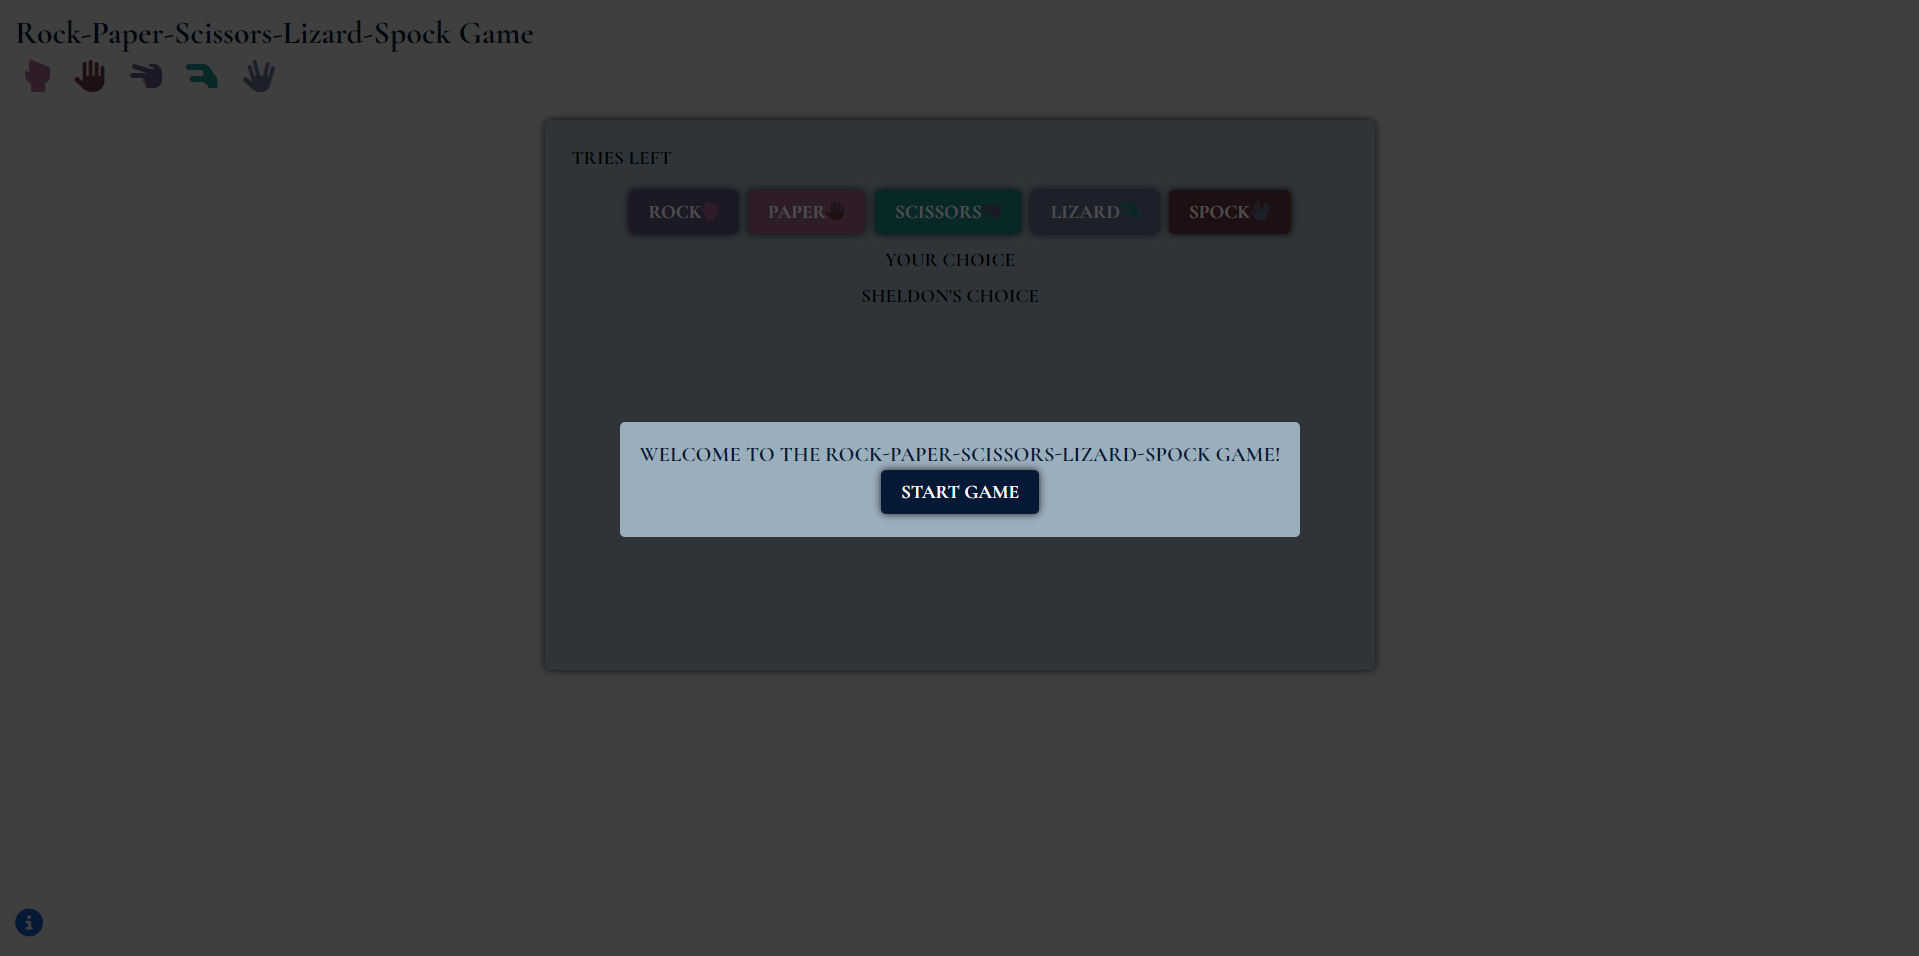 Rock-Paper-Scissors-Lizard-Spock Game
TRIES LEFT
ROCK PAPER SCISSORS LIZARD SPOCK
YOUR CHOICE
SHELDON'S CHOICE
WELCOME TO THE ROCK-PAPER-SCISSORS-LIZARD-SPOCK GAME!
START GAME